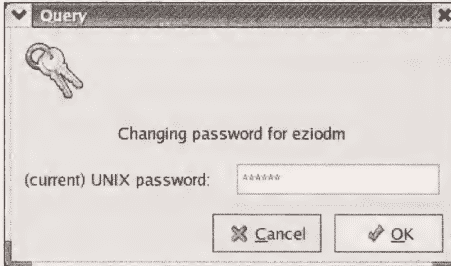 Query
Changing password for eziodm
(current) UNIX password: ******
Cancel OK